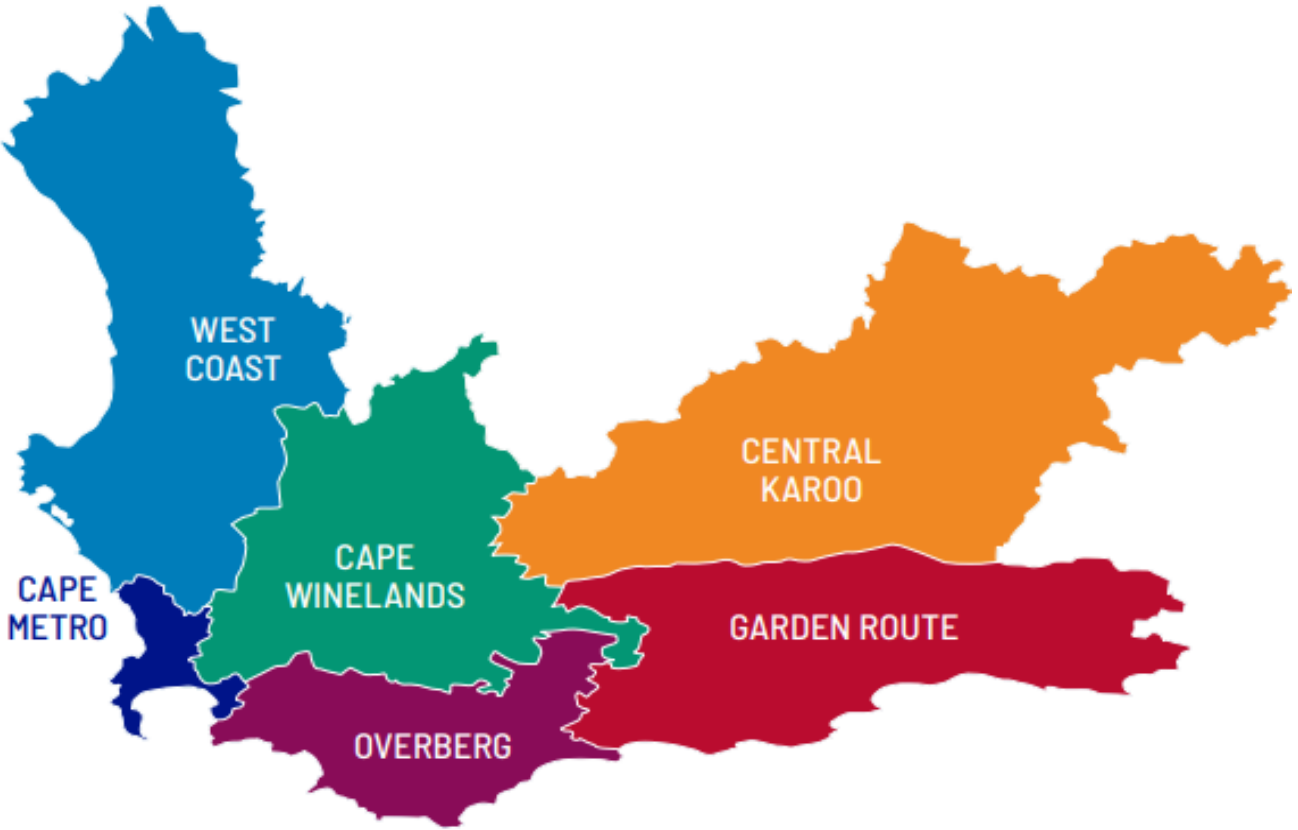 WEST
COAST
CENTRAL
KAROO
CAPE
WINELANDS
CAPE
METRO
GARDEN ROUTE
OVERBERG